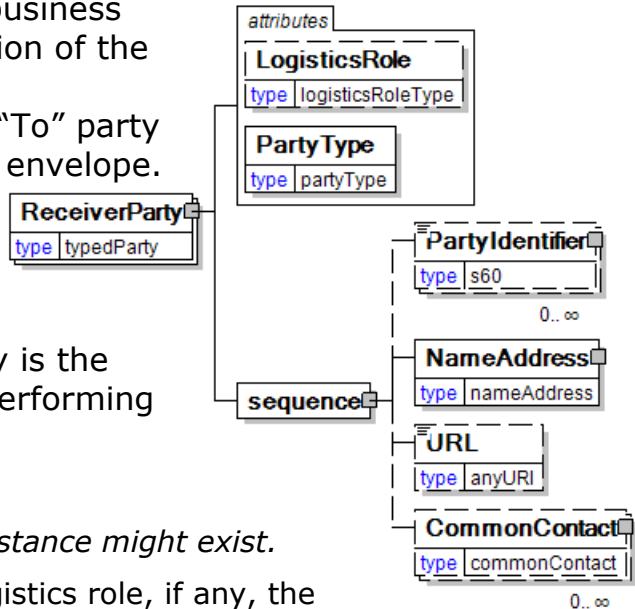 usiness
ion of the
“To” party
envelope.
y is the
erforming
stance might exist.
gistics role, if any, the
attributes
LogisticsRole
type logisticsRoleType
PartyType
type partyType
ReceiverParty
type typedParty
sequence
PartyIdentifier
type s60
0.. ∞
NameAddress
type nameAddress
URL
type anyURI
CommonContact
type commonContact
0.. ∞